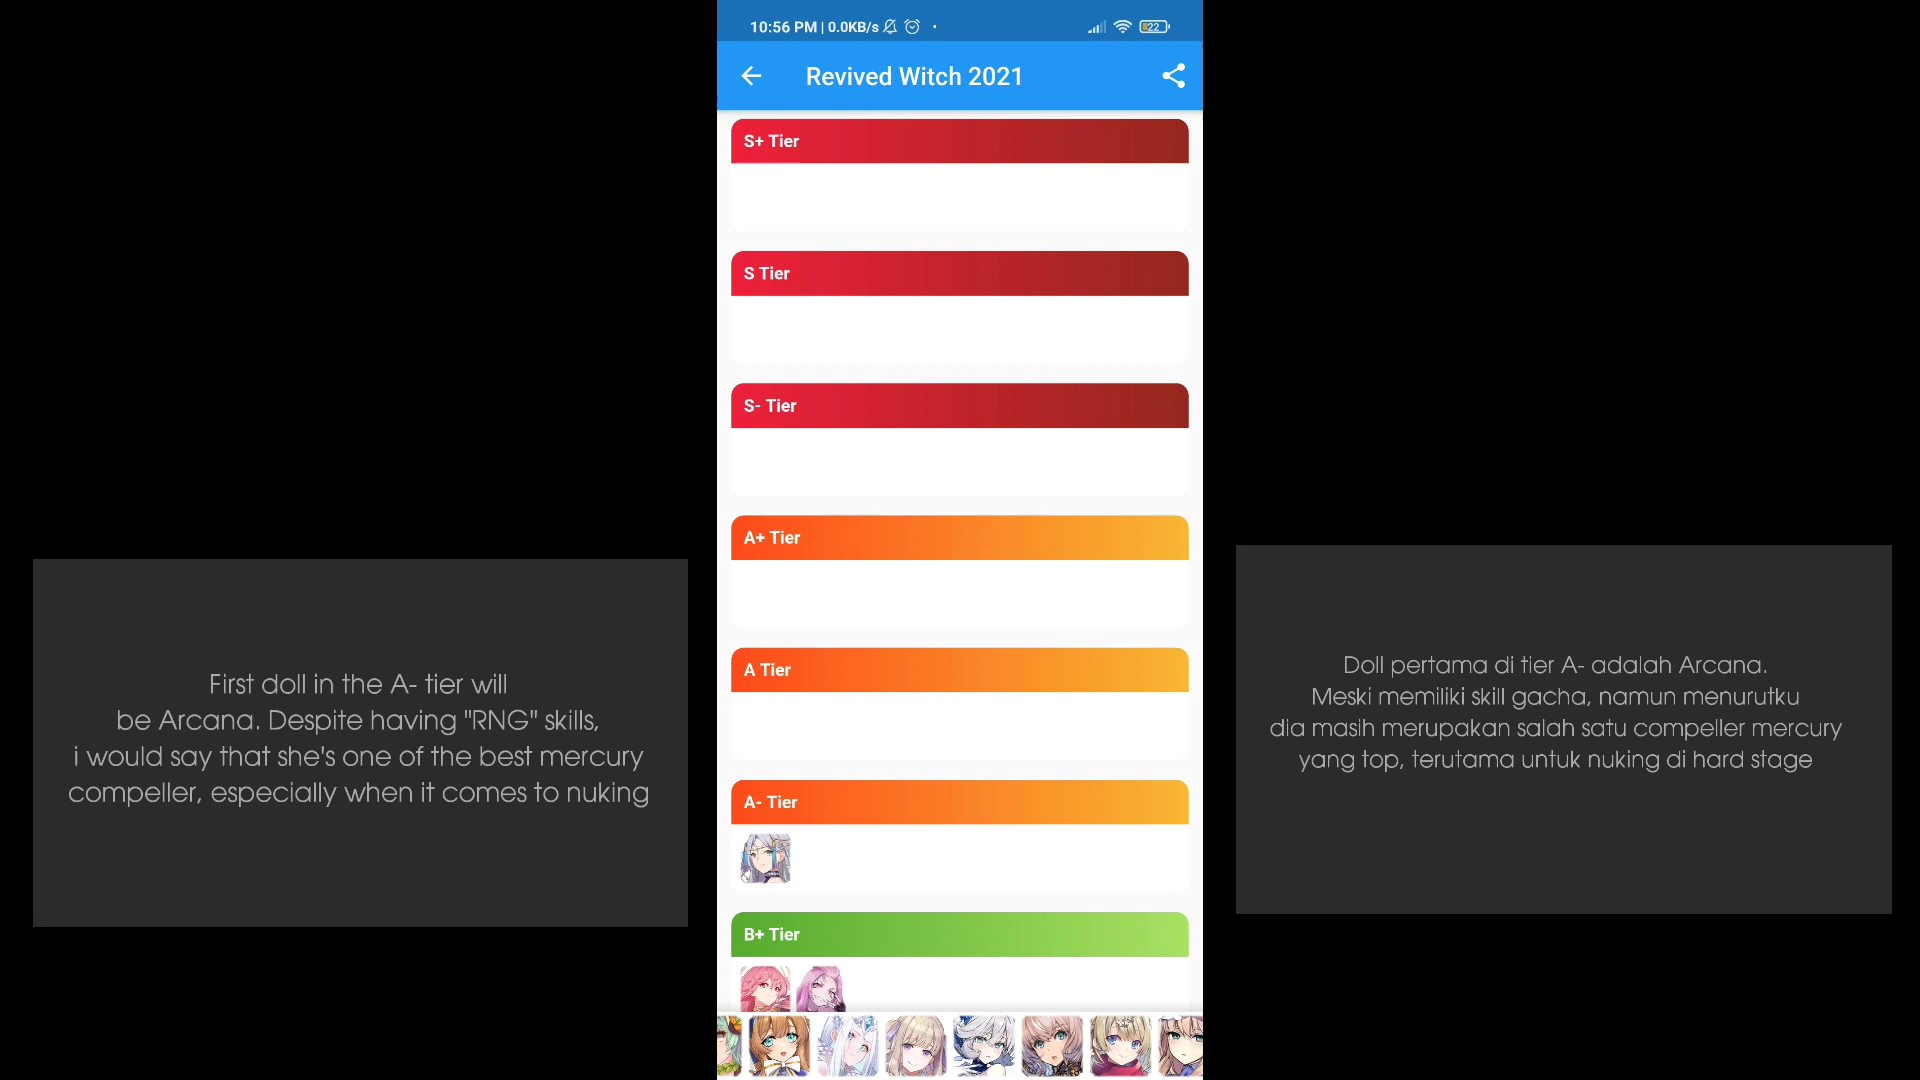 10:56 PM | 0.0KB/s
22
Revived Witch 2021
S+ Tier
S Tier
S- Tier
A+ Tier
A Tier
A- Tier
B+ Tier
First doll in the A- tier will
be Arcana. Despite having "RNG" skills,
i would say that she's one of the best mercury
compeller, especially when it comes to nuking
Doll pertama di tier A- adalah Arcana.
Meski memiliki skill gacha, namun menurutku
dia masih merupakan salah satu compeller mercury
yang top, terutama untuk nuking di hard stage